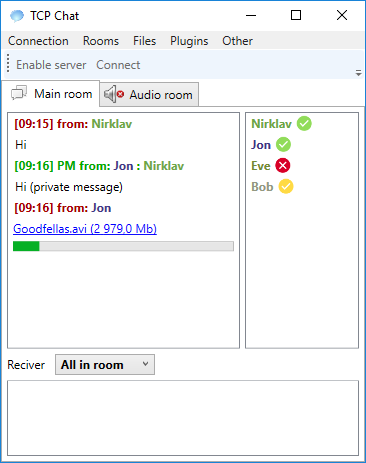 TCP Chat
Connection Rooms Files Plugins Other
Enable server Connect
Main room Audio room
[09:15] from: Nirklav
Hi
[09:16] PM from: Jon : Nirklav
Hi (private message)
[09:16] from: Jon
Goodfellas.avi (2 979.0 Mb)
Nirklav
Jon
Eve
Bob
Reciver All in room